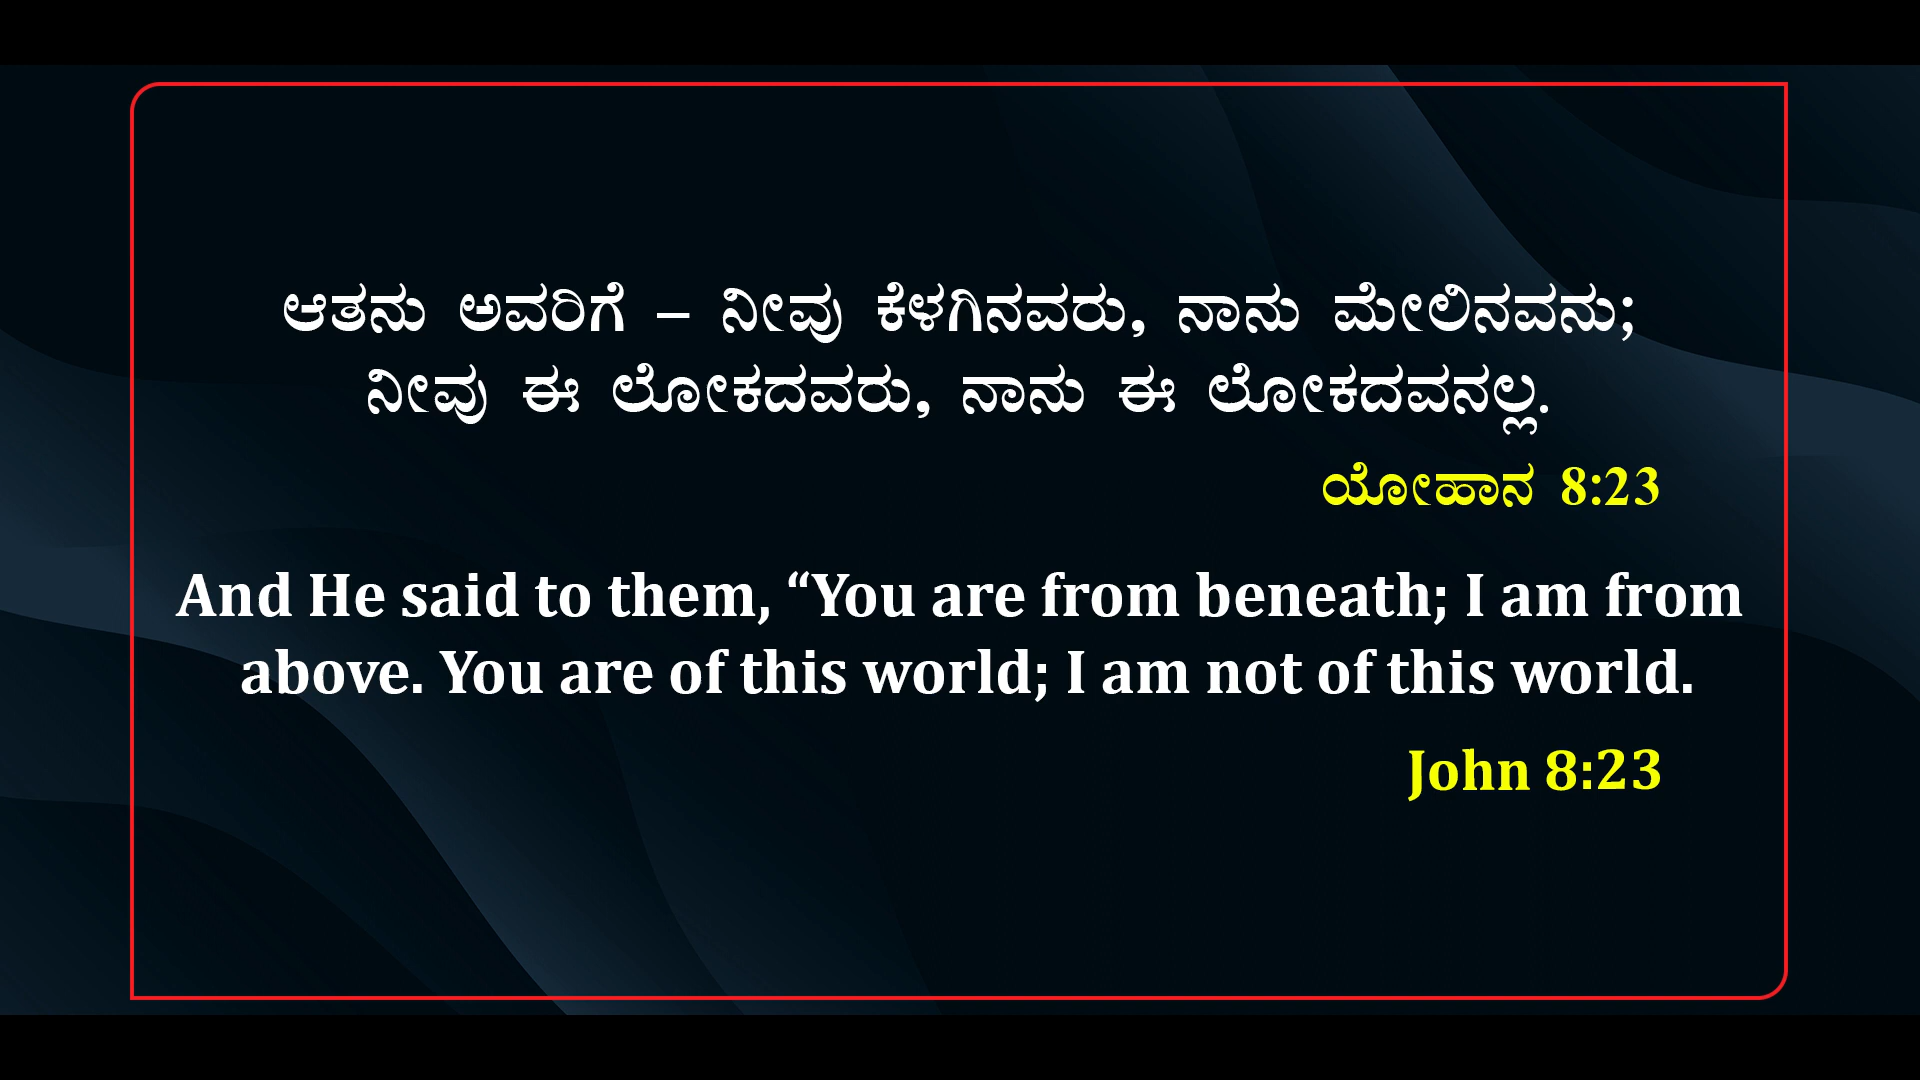 ಆತನು ಅವರಿಗೆ – ನೀವು ಕೆಳಗಿನವರು, ನಾನು ಮೇಲಿನವನು;
ನೀವು ಈ ಲೋಕದವರು, ನಾನು ಈ ಲೋಕದವನಲ್ಲ.
ಯೋಹಾನ 8:23
And He said to them, “You are from beneath; I am from
above. You are of this world; I am not of this world.
John 8:23